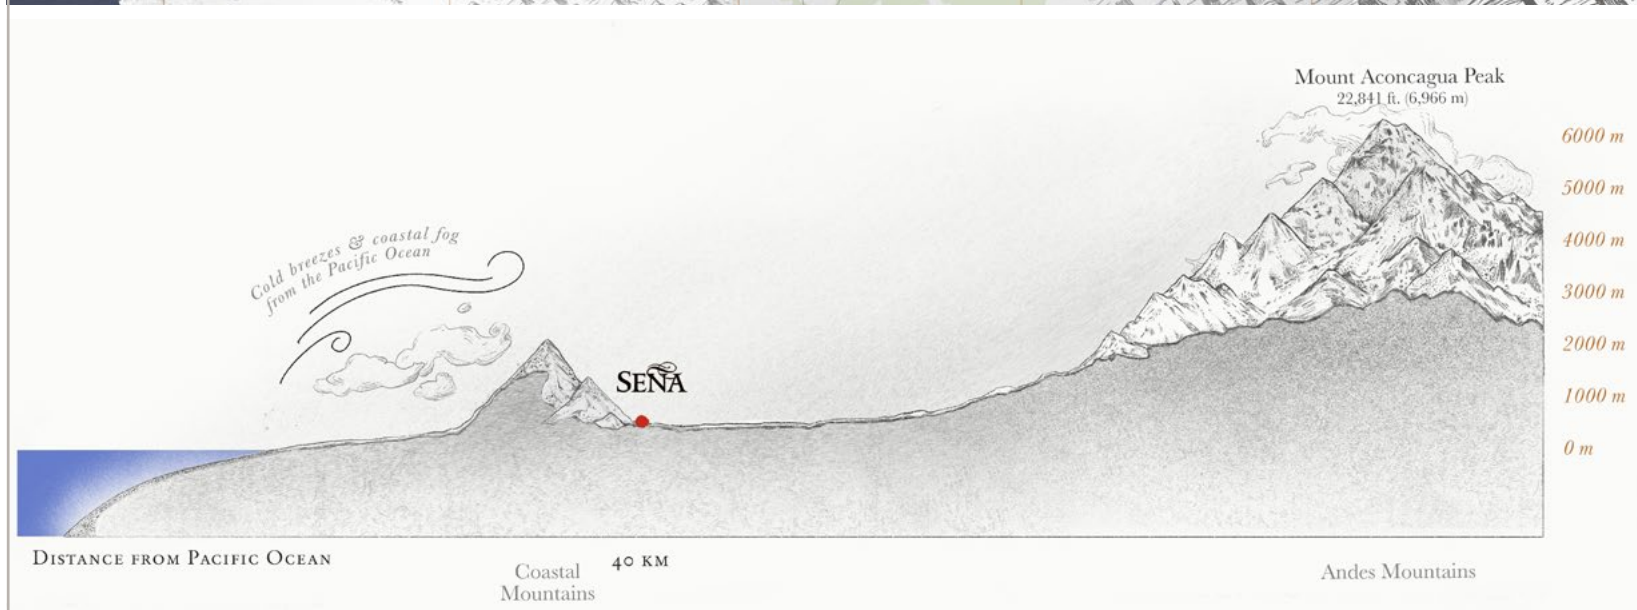 Mount Aconcagua Peak
22,841 ft. (6,966 m)
6000 m
5000 m
4000 m
3000 m
2000 m
1000 m
0 m
Cold breezes & coastal fog
from the Pacific Ocean
SEÑA
DISTANCE FROM PACIFIC OCEAN
40 KM
Coastal
Mountains
Andes Mountains